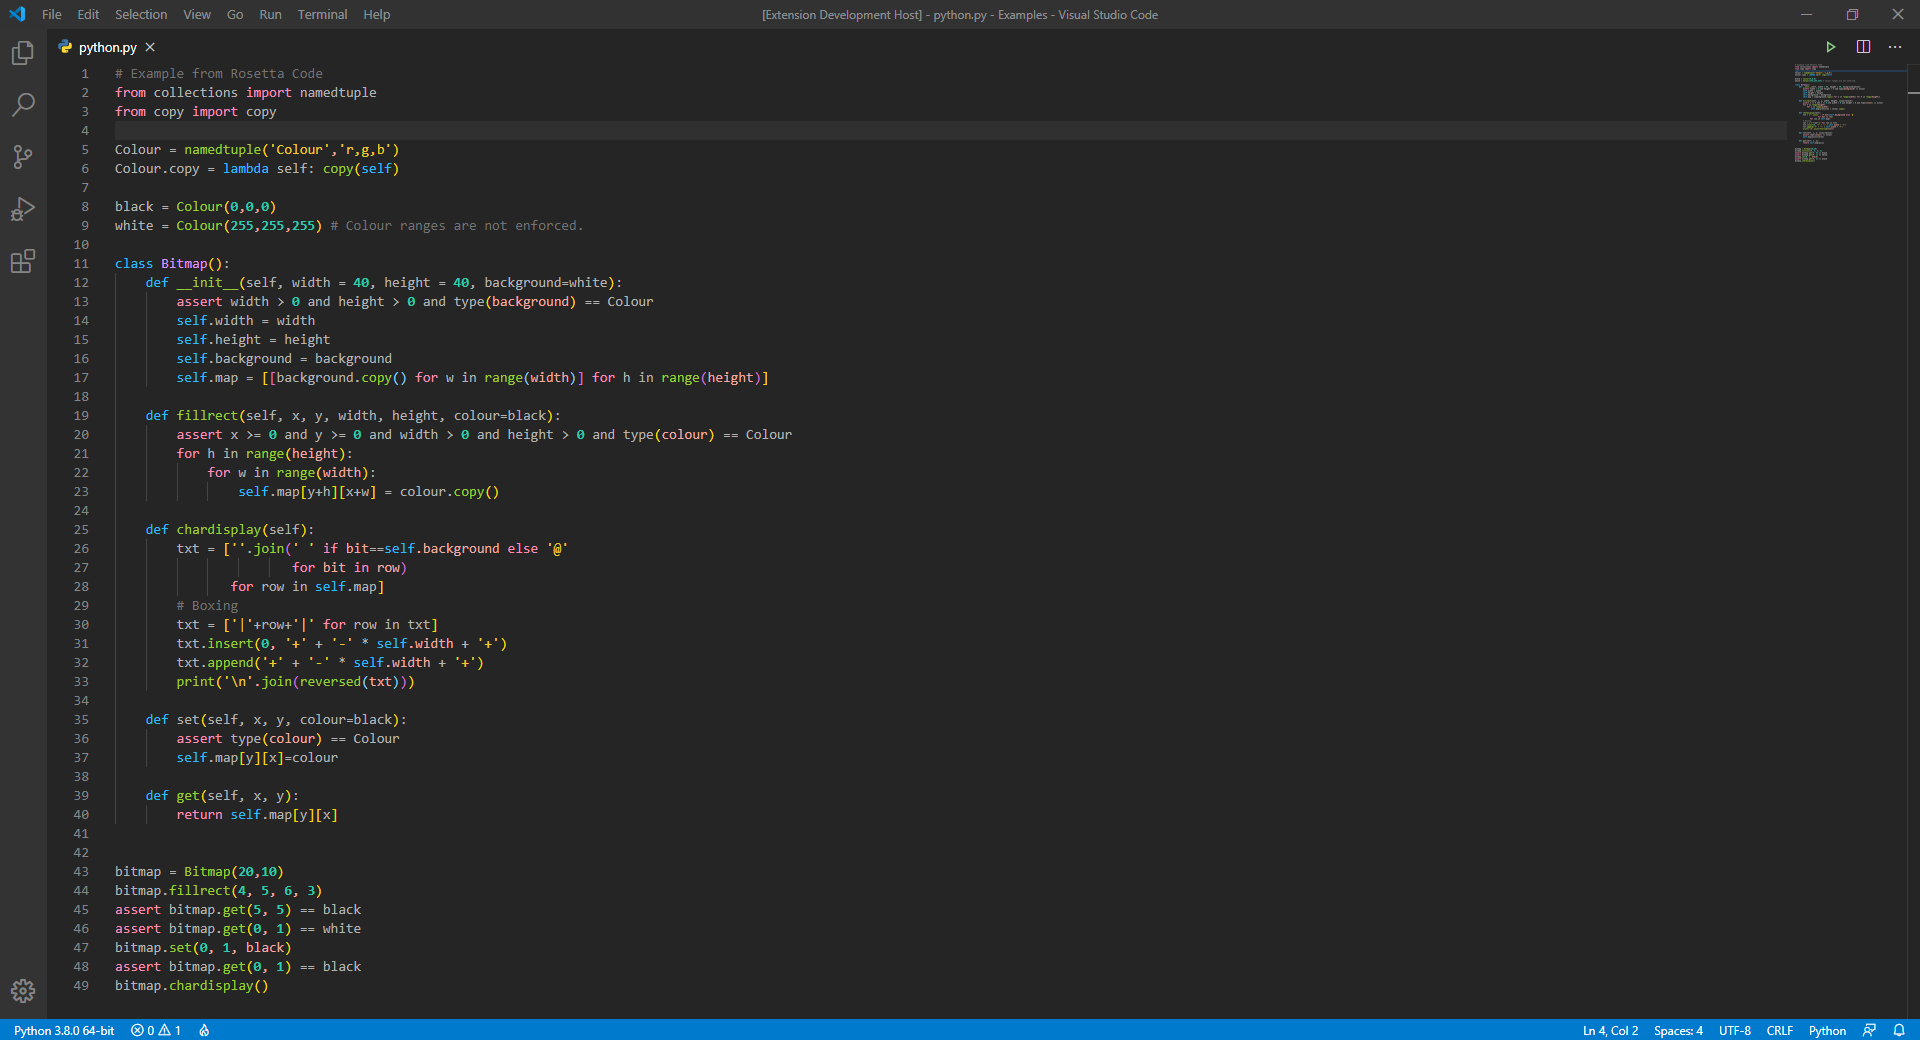 File Edit Selection View Go Run Terminal Help [Extension Development Host] - python.py - Examples - Visual Studio Code
python.py
1 # Example from Rosetta Code
2 from collections import namedtuple
3 from copy import copy
4
5 Colour = namedtuple('Colour','r,g,b')
6 Colour.copy = lambda self: copy(self)
7
8 black = Colour(0,0,0)
9 white = Colour(255,255,255) # Colour ranges are not enforced.
10
11 class Bitmap():
12     def __init__(self, width = 40, height = 40, background=white):
13         assert width > 0 and height > 0 and type(background) == Colour
14         self.width = width
15         self.height = height
16         self.background = background
17         self.map = [[background.copy() for w in range(width)] for h in range(height)]
18
19     def fillrect(self, x, y, width, height, colour=black):
20         assert x >= 0 and y >= 0 and width > 0 and height > 0 and type(colour) == Colour
21         for h in range(height):
22             for w in range(width):
23                 self.map[y+h][x+w] = colour.copy()
24
25     def chardisplay(self):
26         txt = [''.join(' ' if bit==self.background else '@'
27                        for bit in row)
28                for row in self.map]
29         # Boxing
30         txt = ['|'+row+'|' for row in txt]
31         txt.insert(0, '+' + '-' * self.width + '+')
32         txt.append('+' + '-' * self.width + '+')
33         print('\n'.join(reversed(txt)))
34
35     def set(self, x, y, colour=black):
36         assert type(colour) == Colour
37         self.map[y][x]=colour
38
39     def get(self, x, y):
40         return self.map[y][x]
41
42
43 bitmap = Bitmap(20,10)
44 bitmap.fillrect(4, 5, 6, 3)
45 assert bitmap.get(5, 5) == black
46 assert bitmap.get(0, 1) == white
47 bitmap.set(0, 1, black)
48 assert bitmap.get(0, 1) == black
49 bitmap.chardisplay()
Python 3.8.0 64-bit 0 1 Ln 4, Col 2 Spaces: 4 UTF-8 CRLF Python